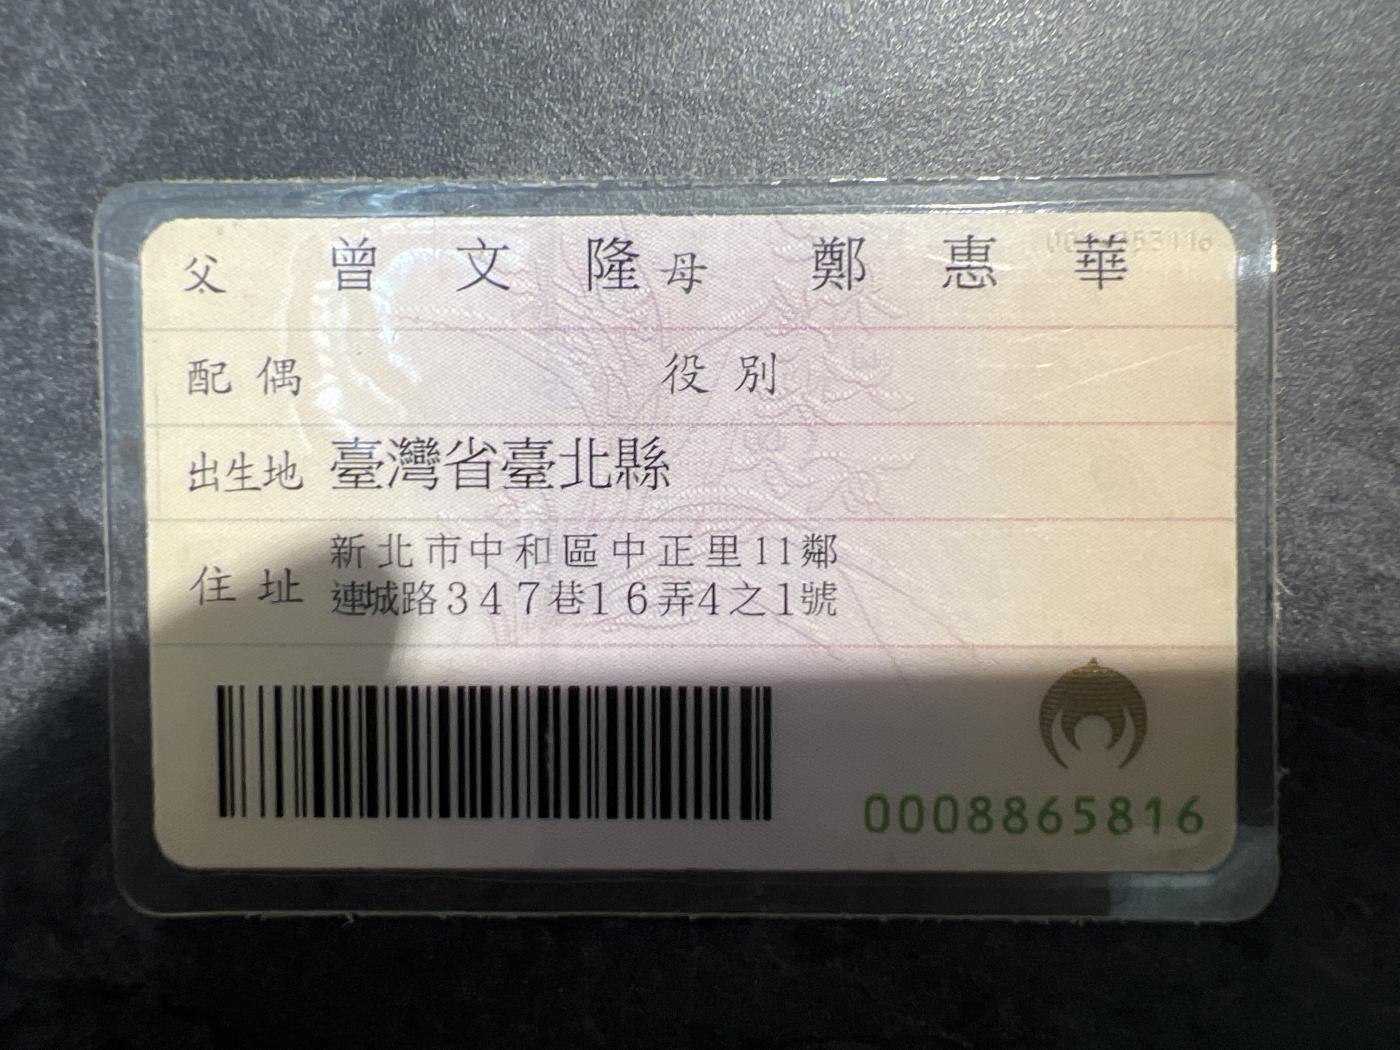 父 曾文隆 母 鄭惠華
配偶 役別
出生地 臺灣省臺北縣
住址 新北市中和區中正里11鄰
連城路347巷16弄4之1號
0008865816